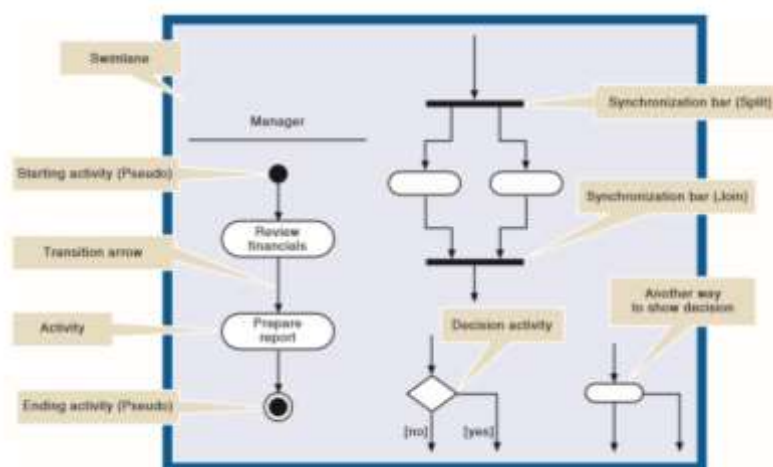 Swimlane
Synchronization bar (Split)
Manager
Starting activity (Pseudo)
Synchronization bar (Join)
Review
financials
Transition arrow
Another way
to show decision
Activity
Prepare
report
Decision activity
Ending activity (Pseudo)
[no]
[yes]